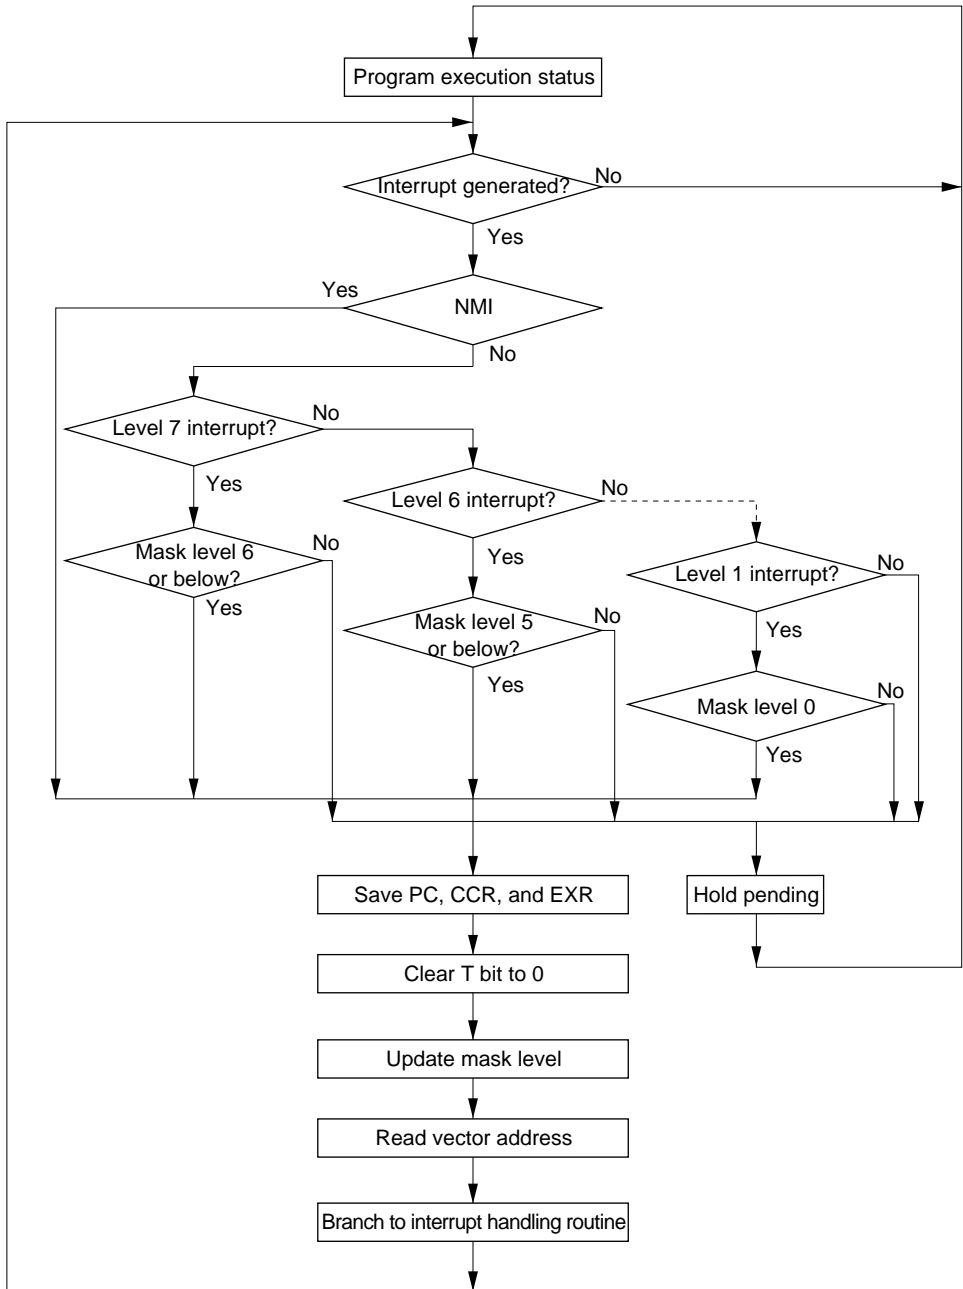 Program execution status
Interrupt generated?
No
Yes
Yes
NMI
No
Level 7 interrupt?
No
Yes
Level 6 interrupt?
No
Mask level 6
or below?
No
Yes
Yes
Level 1 interrupt?
No
Mask level 5
or below?
No
Yes
Yes
Mask level 0
No
Yes
Save PC, CCR, and EXR
Hold pending
Clear T bit to 0
Update mask level
Read vector address
Branch to interrupt handling routine